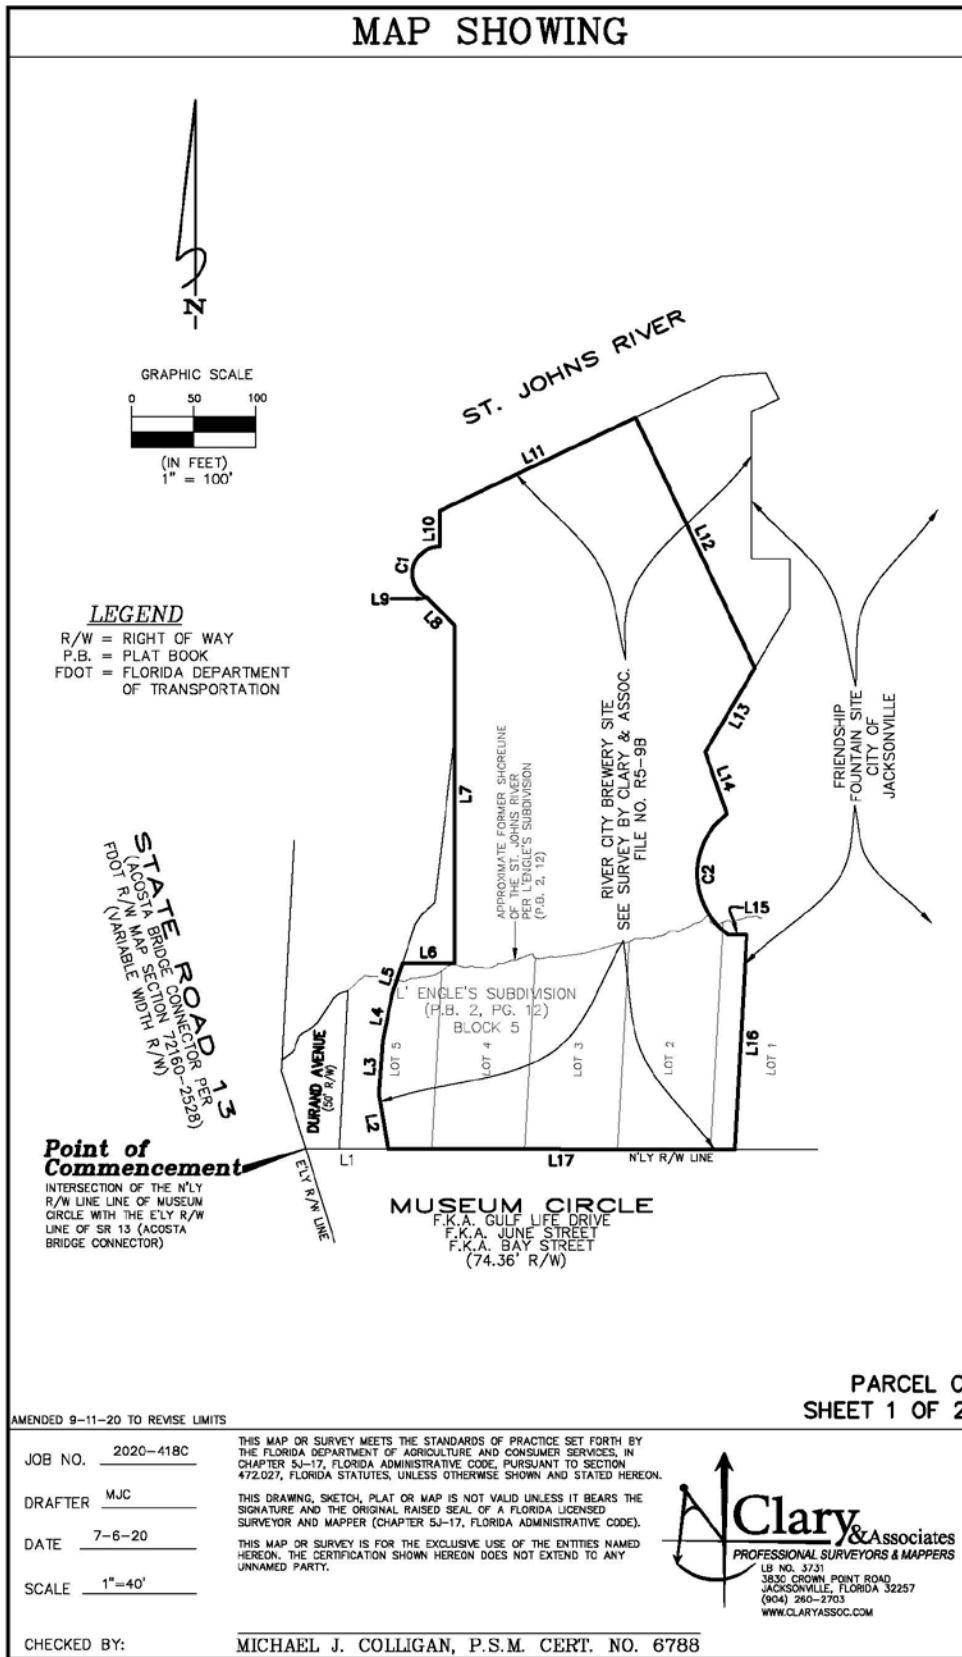 MAP SHOWING
N
GRAPHIC SCALE
0 50 100
(IN FEET)
1" = 100'
ST. JOHNS RIVER
L11
L10
C1
L9
L8
L12
LEGEND
R/W = RIGHT OF WAY
P.B. = PLAT BOOK
FDOT = FLORIDA DEPARTMENT
OF TRANSPORTATION
L7
APPROXIMATE FORMER SHORELINE
OF THE ST. JOHNS RIVER
PER L'ENGLE'S SUBDIVISION
(P.B. 2, 12)
RIVER CITY BREWERY SITE
SEE SURVEY BY CLARY & ASSOC.
FILE NO. R5-9B
L13
L14
C2
L15
FRIENDSHIP
FOUNTAIN SITE
CITY OF
JACKSONVILLE
STATE ROAD 13
(ACOSTA BRIDGE CONNECTOR PER
FDOT R/W MAP SECTION 72160-2528)
(VARIABLE WIDTH R/W)
L6
L5
L4
L3
L2
L' ENGLE'S SUBDIVISION
(P.B. 2, PG. 12)
BLOCK 5
LOT 5
LOT 4
LOT 3
LOT 2
LOT 1
L16
DURAND AVENUE
(50' R/W)
Point of
Commencement
INTERSECTION OF THE N'LY
R/W LINE LINE OF MUSEUM
CIRCLE WITH THE E'LY R/W
LINE OF SR 13 (ACOSTA
BRIDGE CONNECTOR)
E'LY R/W LINE
L1
L17
N'LY R/W LINE
MUSEUM CIRCLE
F.K.A. GULF LIFE DRIVE
F.K.A. JUNE STREET
F.K.A. BAY STREET
(74.36' R/W)
PARCEL C
SHEET 1 OF 2
AMENDED 9-11-20 TO REVISE LIMITS
JOB NO. 2020-418C
DRAFTER MJC
DATE 7-6-20
SCALE 1"=40'
CHECKED BY:
THIS MAP OR SURVEY MEETS THE STANDARDS OF PRACTICE SET FORTH BY
THE FLORIDA DEPARTMENT OF AGRICULTURE AND CONSUMER SERVICES, IN
CHAPTER 5J-17, FLORIDA ADMINISTRATIVE CODE, PURSUANT TO SECTION
472.027, FLORIDA STATUTES, UNLESS OTHERWISE SHOWN AND STATED HEREON.
THIS DRAWING, SKETCH, PLAT OR MAP IS NOT VALID UNLESS IT BEARS THE
SIGNATURE AND THE ORIGINAL RAISED SEAL OF A FLORIDA LICENSED
SURVEYOR AND MAPPER (CHAPTER 5J-17, FLORIDA ADMINISTRATIVE CODE).
THIS MAP OR SURVEY IS FOR THE EXCLUSIVE USE OF THE ENTITIES NAMED
HEREON. THE CERTIFICATION SHOWN HEREON DOES NOT EXTEND TO ANY
UNNAMED PARTY.
MICHAEL J. COLLIGAN, P.S.M. CERT. NO. 6788
Clary & Associates
PROFESSIONAL SURVEYORS & MAPPERS
LB NO. 3731
3830 CROWN POINT ROAD
JACKSONVILLE, FLORIDA 32257
(904) 260-2703
WWW.CLARYASSOC.COM